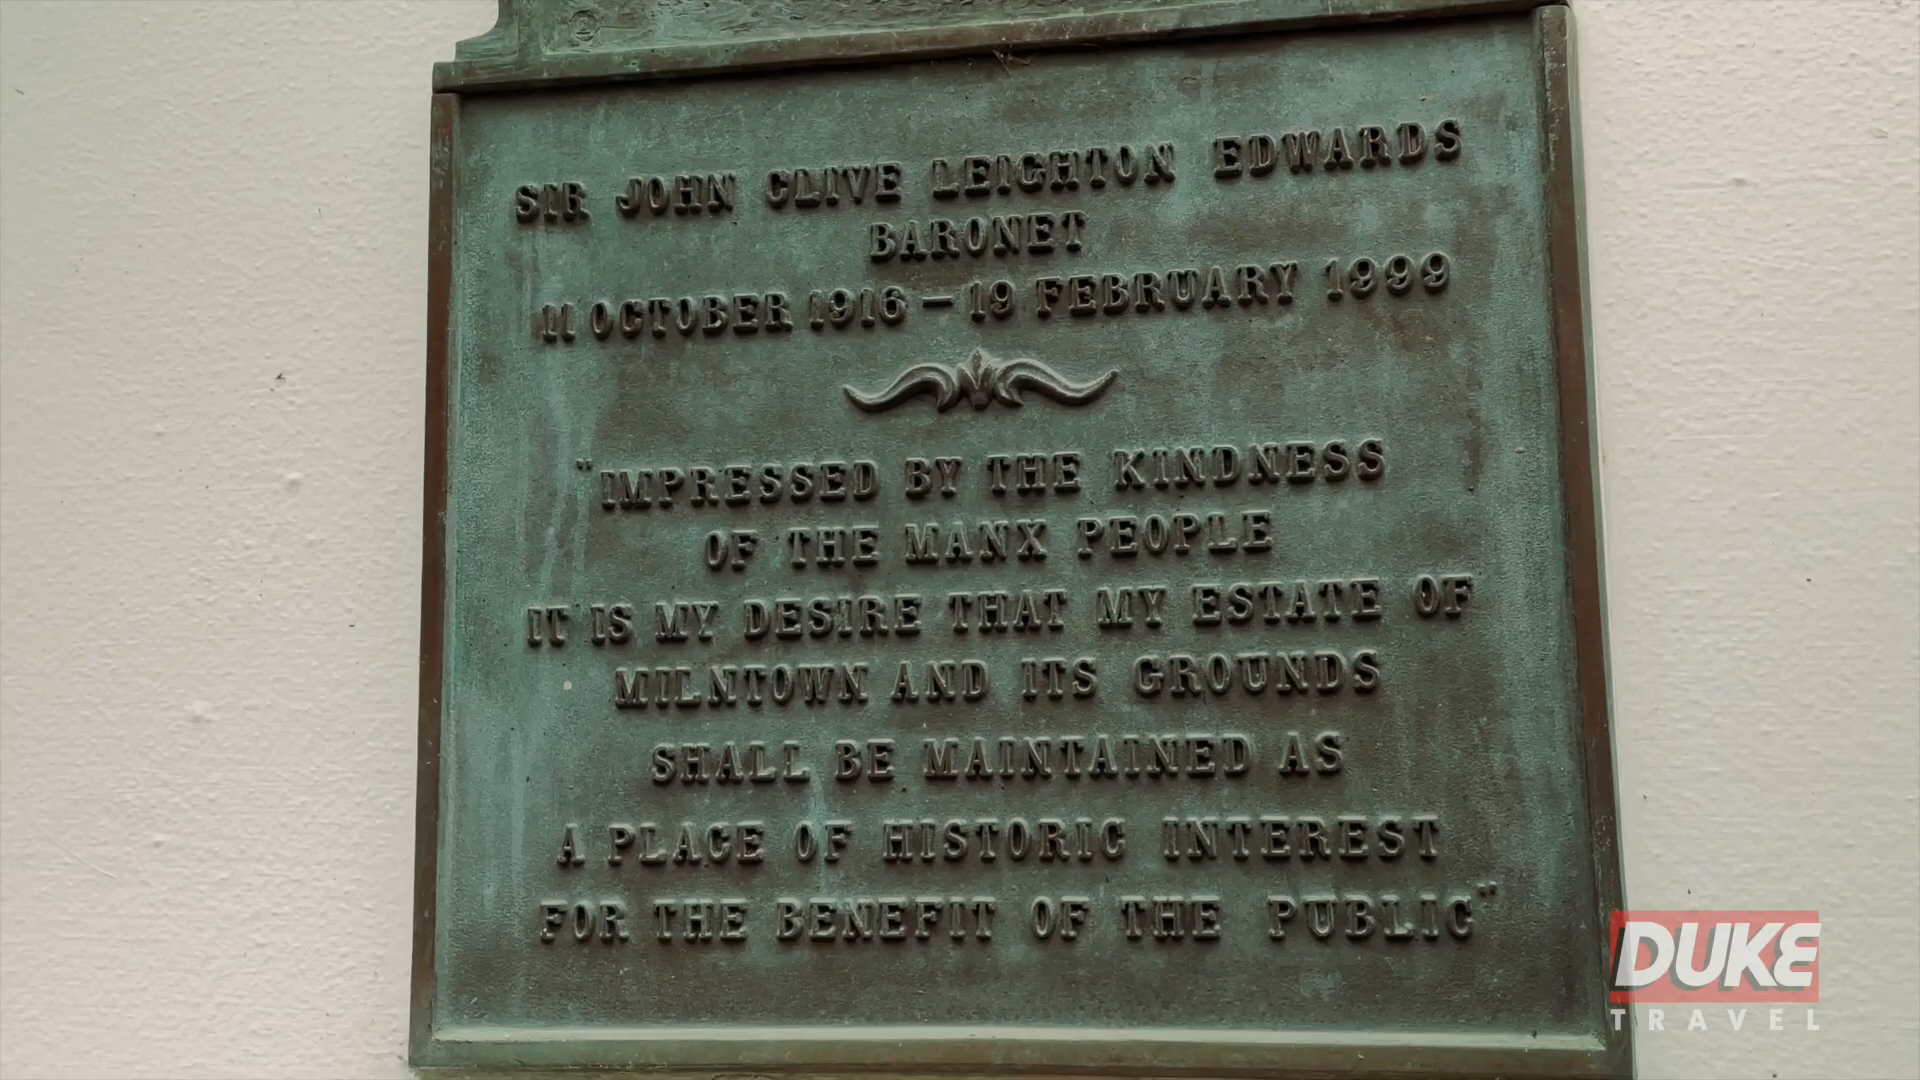 SIR JOHN CLIVE LEIGHTON EDWARDS
BARONET
11 OCTOBER 1916 – 19 FEBRUARY 1999
"IMPRESSED BY THE KINDNESS
OF THE MANX PEOPLE
IT IS MY DESIRE THAT MY ESTATE OF
MILNTOWN AND ITS GROUNDS
SHALL BE MAINTAINED AS
A PLACE OF HISTORIC INTEREST
FOR THE BENEFIT OF THE PUBLIC"
DUKE
TRAVEL